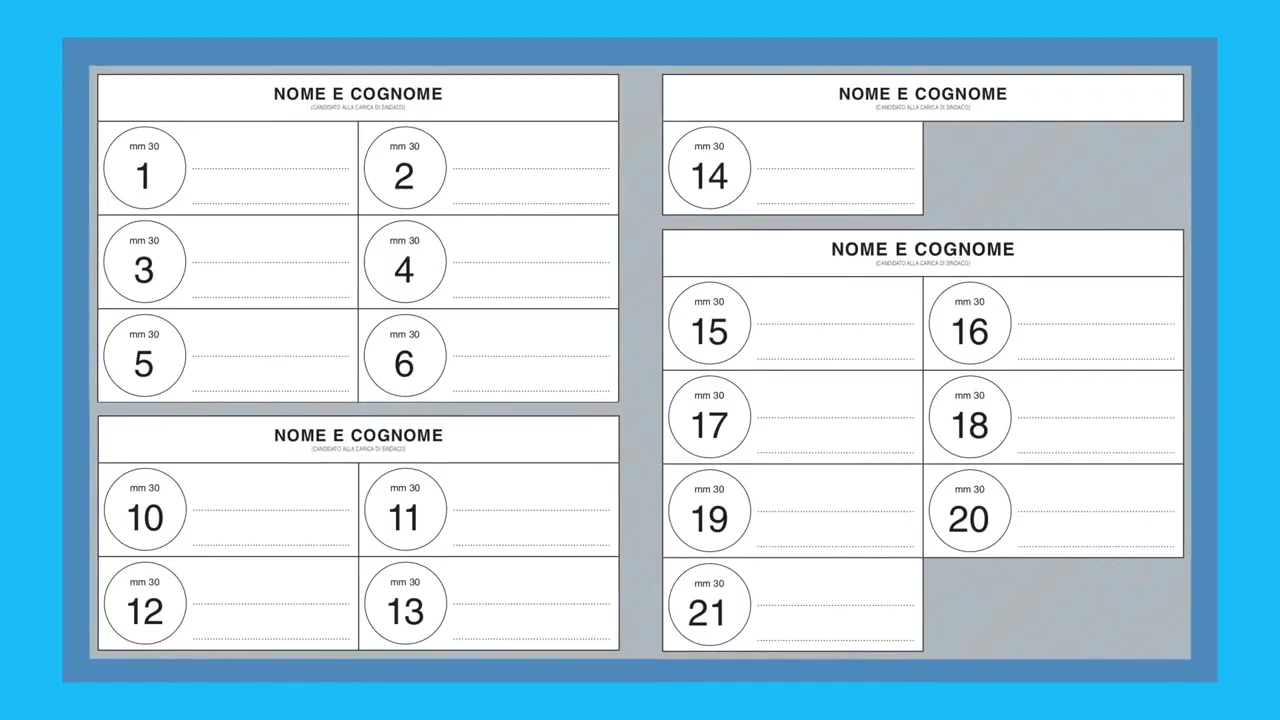 NOME E COGNOME
(CANDIDATO ALLA CARICA DI SINDACO)
mm 30
1
mm 30
2
mm 30
3
mm 30
4
mm 30
5
mm 30
6
NOME E COGNOME
(CANDIDATO ALLA CARICA DI SINDACO)
mm 30
10
mm 30
11
mm 30
12
mm 30
13
NOME E COGNOME
(CANDIDATO ALLA CARICA DI SINDACO)
mm 30
14
NOME E COGNOME
(CANDIDATO ALLA CARICA DI SINDACO)
mm 30
15
mm 30
16
mm 30
17
mm 30
18
mm 30
19
mm 30
20
mm 30
21